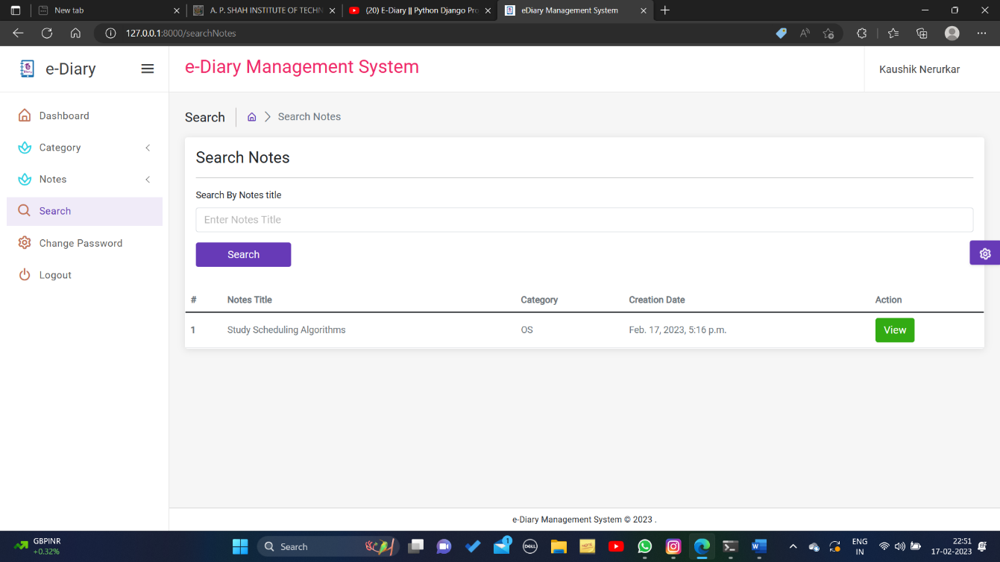 New tab
A. P. SHAH INSTITUTE OF TECHN
(20) E-Diary || Python Django Pro
eDiary Management System
127.0.0.1:8000/searchNotes
e-Diary
e-Diary Management System
Kaushik Nerurkar
Dashboard
Category
Notes
Search
Change Password
Logout
Search
Search Notes
Search Notes
Search By Notes title
Enter Notes Title
Search
# Notes Title Category Creation Date Action
1 Study Scheduling Algorithms OS Feb. 17, 2023, 5:16 p.m. View
e-Diary Management System © 2023 .
GBPINR
+0.32%
Search
1
DELL
ENG
IN
22:51
17-02-2023